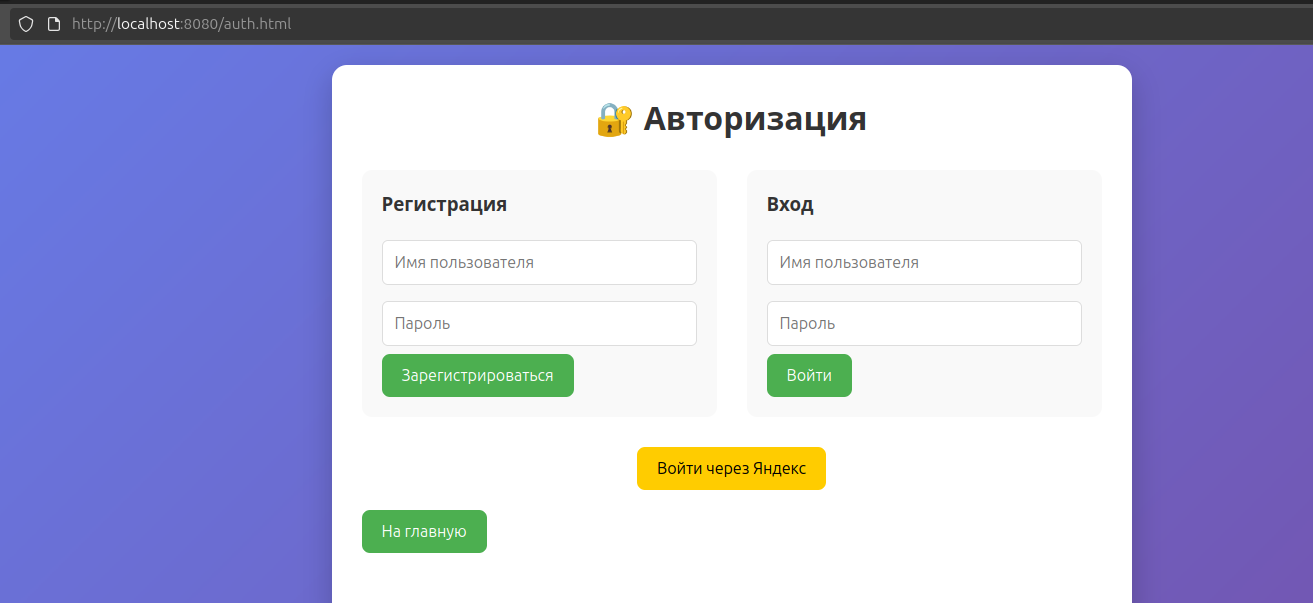 http://localhost:8080/auth.html
Авторизация
Регистрация
Имя пользователя
Пароль
Зарегистрироваться
Вход
Имя пользователя
Пароль
Войти
Войти через Яндекс
На главную